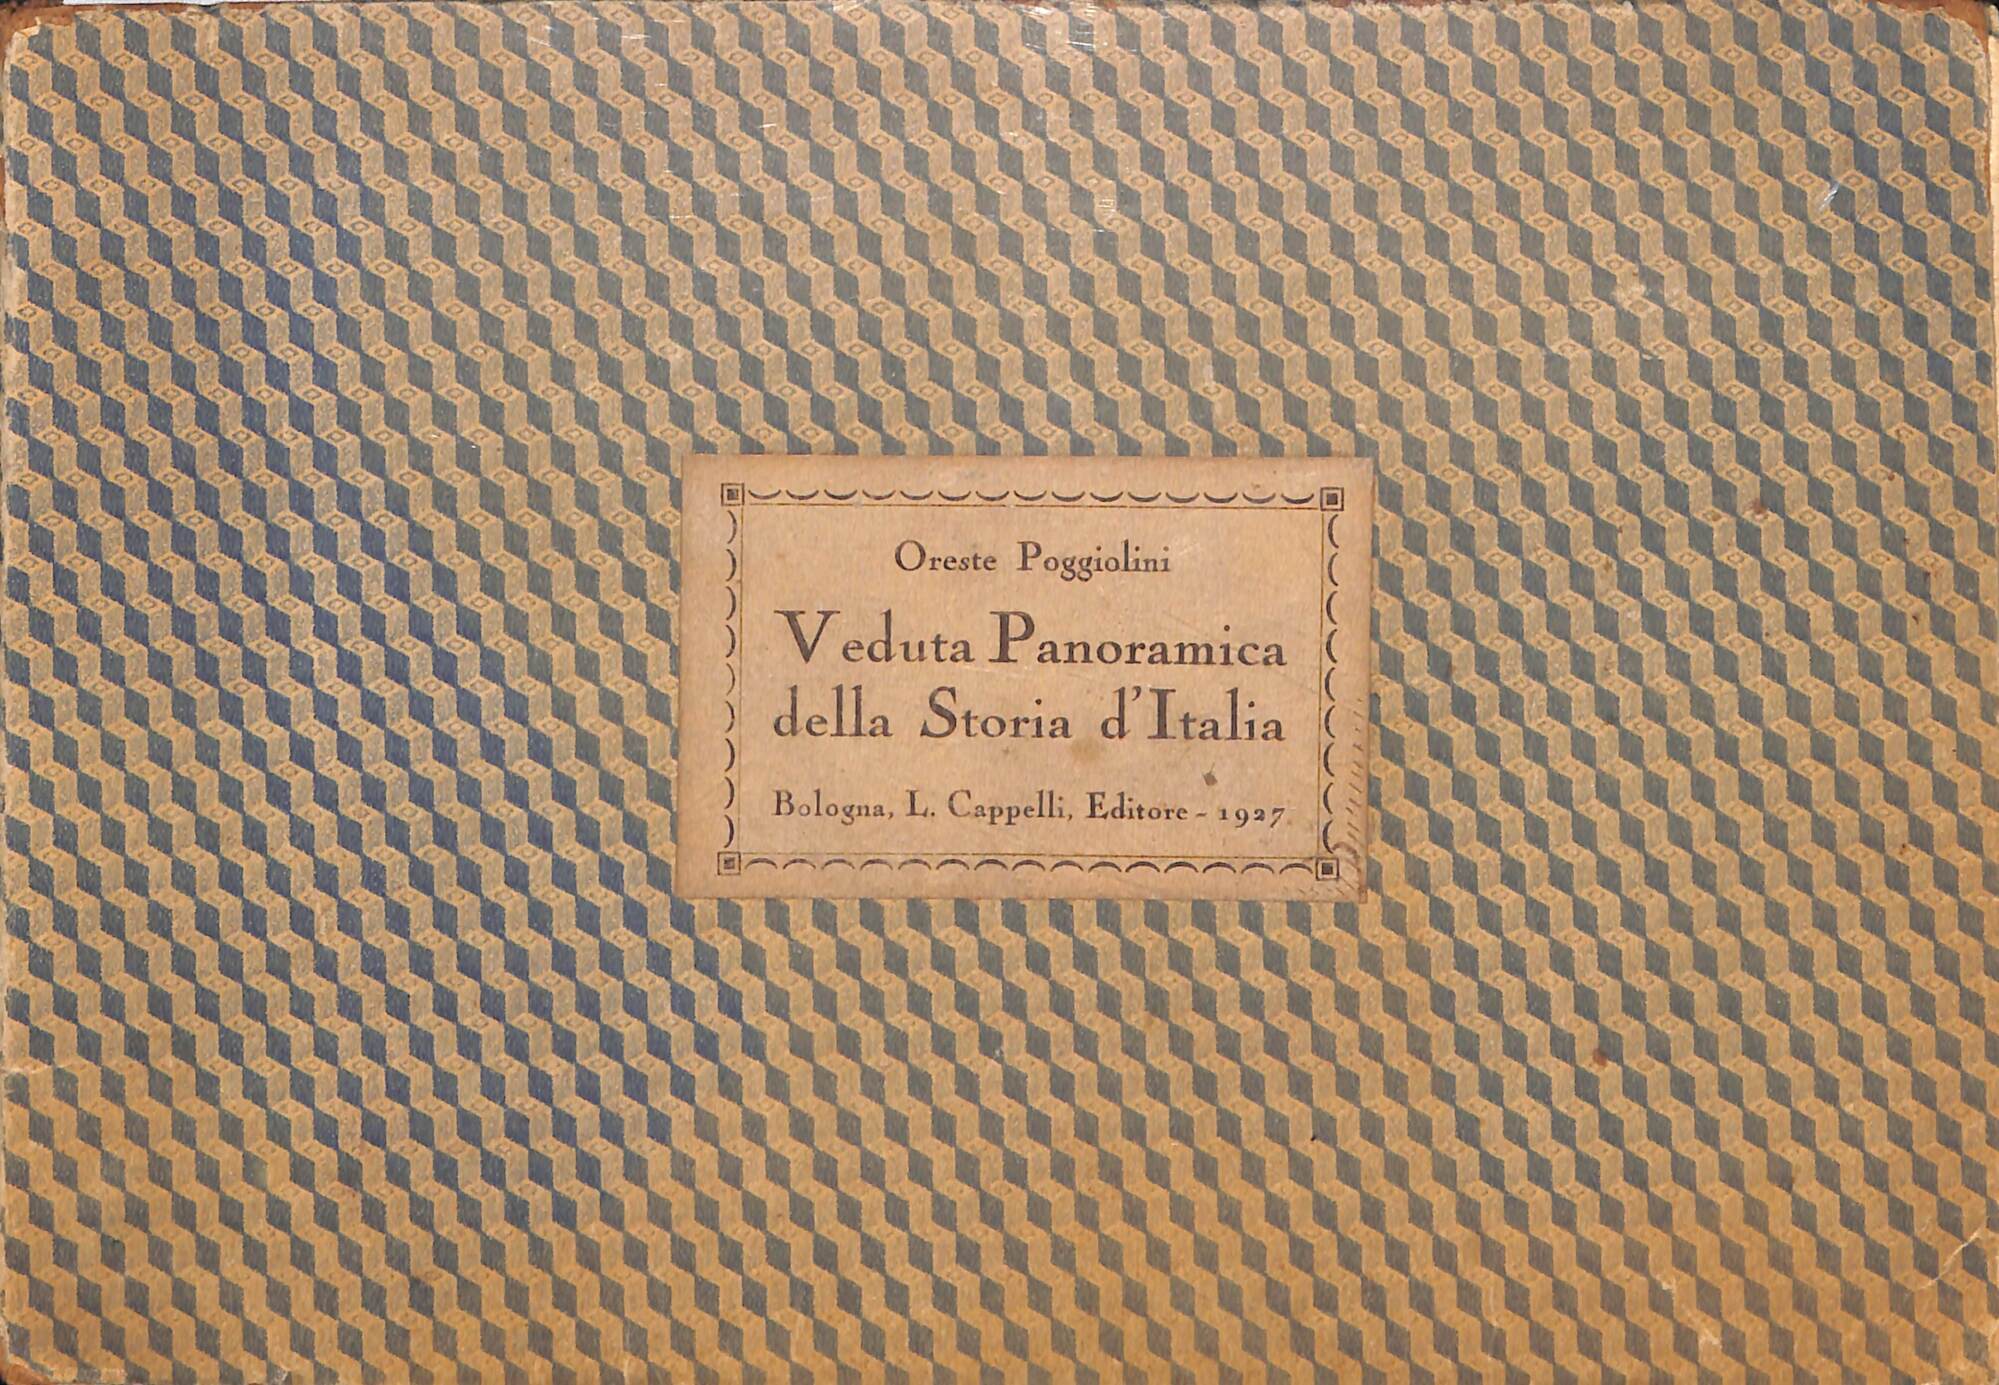 Oreste Poggiolini
Veduta Panoramica
della Storia d'Italia
Bologna, L. Cappelli, Editore - 1927